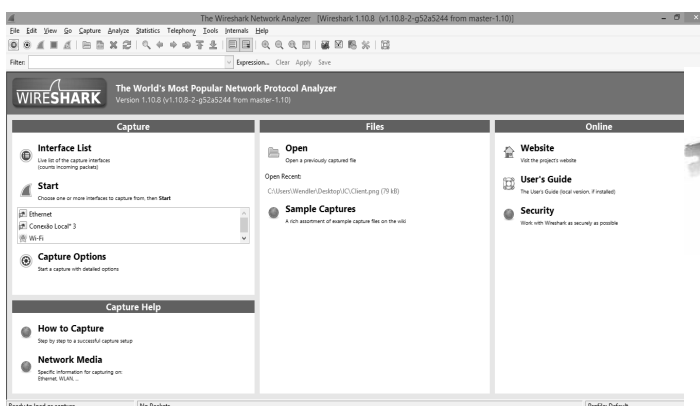 The Wireshark Network Analyzer [Wireshark 1.10.8 (v1.10.8-2-g52a5244 from master-1.10)]
File Edit View Go Capture Analyze Statistics Telephony Tools Internals Help
Filter: Expression... Clear Apply Save
WIRESHARK
The World's Most Popular Network Protocol Analyzer
Version 1.10.8 (v1.10.8-2-g52a5244 from master-1.10)
Capture
Interface List
Live list of the capture interfaces
(counts incoming packets)
Start
Choose one or more interfaces to capture from, then Start
Ethernet
Conexão Local* 3
Wi-Fi
Capture Options
Start a capture with detailed options
Capture Help
How to Capture
Step by step to a successful capture setup
Network Media
Specific information for capturing on:
Ethernet, WLAN, ...
Files
Open
Open a previously captured file
Open Recent:
C:\Users\Wendler\Desktop\IC\Client.png (79 kB)
Sample Captures
A rich assortment of example capture files on the wiki
Online
Website
Visit the project's website
User's Guide
The User's Guide (local version, if installed)
Security
Work with Wireshark as securely as possible
Ready to load or capture
No Packets
Profile: Default